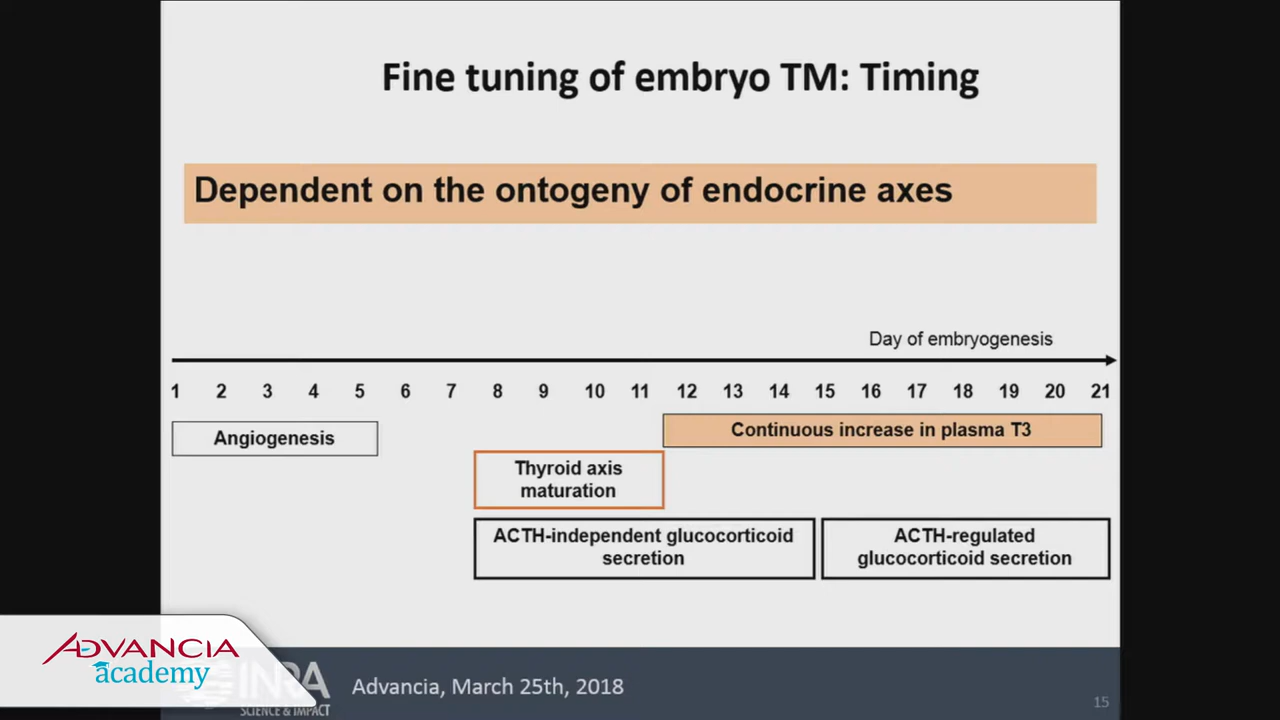 Fine tuning of embryo TM: Timing
Dependent on the ontogeny of endocrine axes
Day of embryogenesis
1 2 3 4 5 6 7 8 9 10 11 12 13 14 15 16 17 18 19 20 21
Angiogenesis
Continuous increase in plasma T3
Thyroid axis
maturation
ACTH-independent glucocorticoid
secretion
ACTH-regulated
glucocorticoid secretion
ADVANCIA
academy
INRA
SCIENCE & IMPACT
Advancia, March 25th, 2018
15